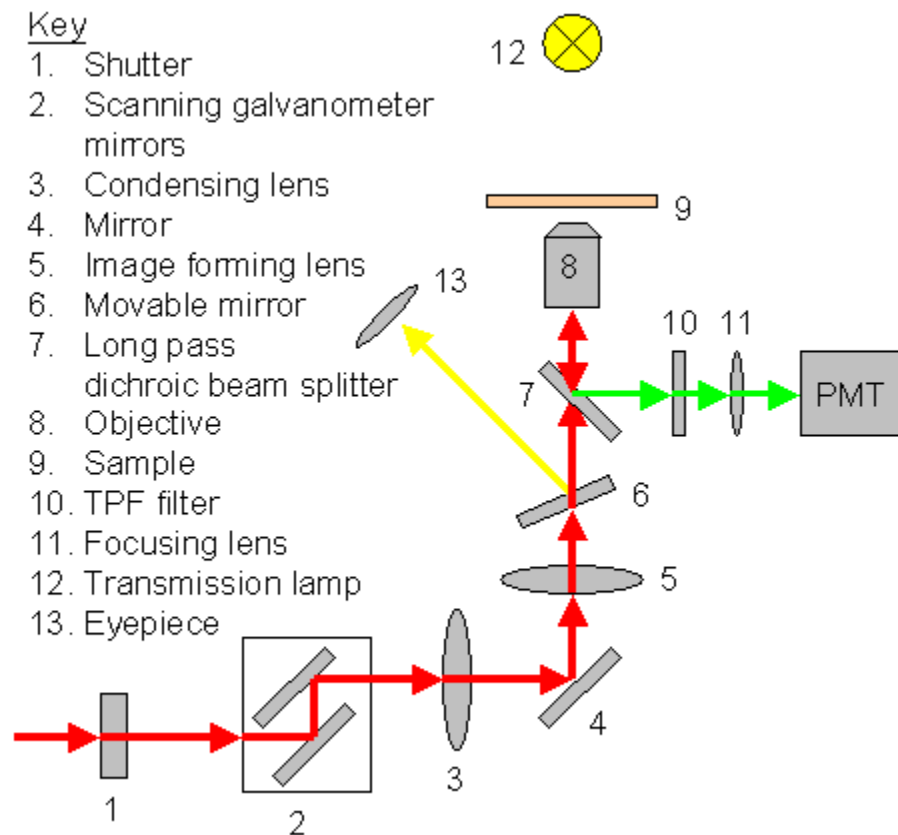 Key
1. Shutter
2. Scanning galvanometer
mirrors
3. Condensing lens
4. Mirror
5. Image forming lens
6. Movable mirror
7. Long pass
dichroic beam splitter
8. Objective
9. Sample
10. TPF filter
11. Focusing lens
12. Transmission lamp
13. Eyepiece
12
9
8
13
10
11
7
PMT
6
5
4
3
2
1